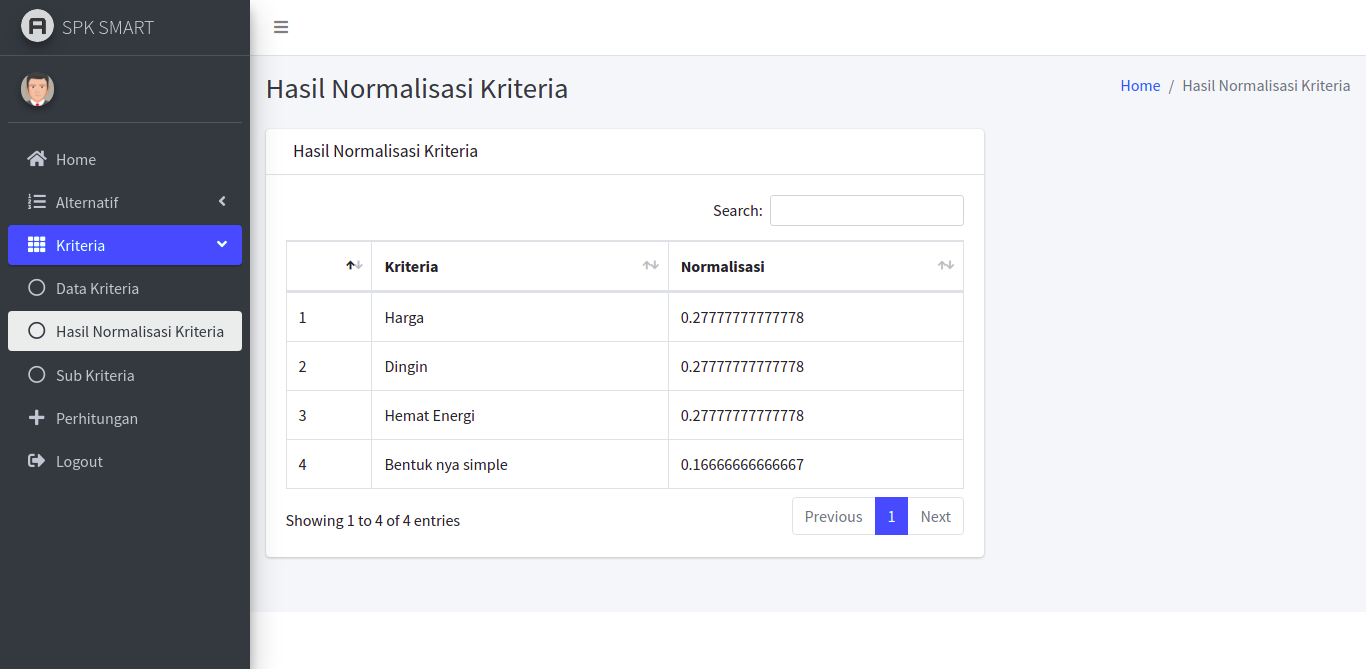 SPK SMART
Home
Alternatif
Kriteria
Data Kriteria
Hasil Normalisasi Kriteria
Sub Kriteria
Perhitungan
Logout
Hasil Normalisasi Kriteria
Home / Hasil Normalisasi Kriteria
Hasil Normalisasi Kriteria
Search:
Kriteria Normalisasi
1 Harga 0.27777777777778
2 Dingin 0.27777777777778
3 Hemat Energi 0.27777777777778
4 Bentuk nya simple 0.16666666666667
Showing 1 to 4 of 4 entries
Previous 1 Next